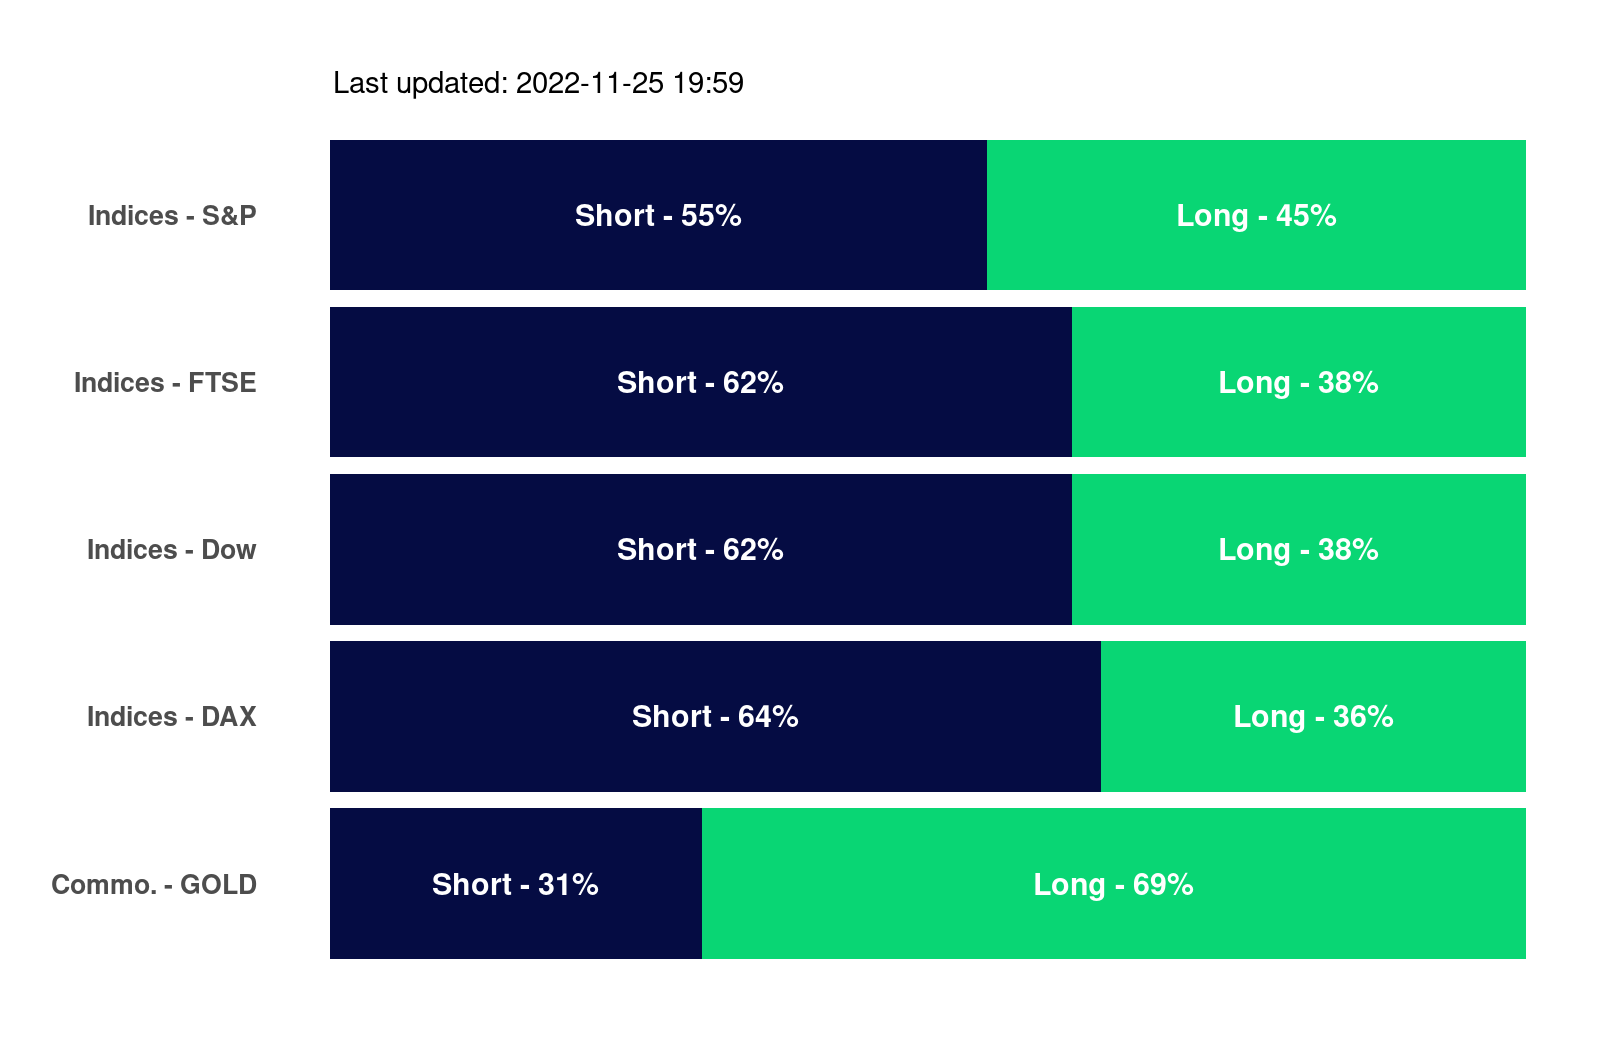 Last updated: 2022-11-25 19:59
Indices - S&P Short - 55% Long - 45%
Indices - FTSE Short - 62% Long - 38%
Indices - Dow Short - 62% Long - 38%
Indices - DAX Short - 64% Long - 36%
Commo. - GOLD Short - 31% Long - 69%